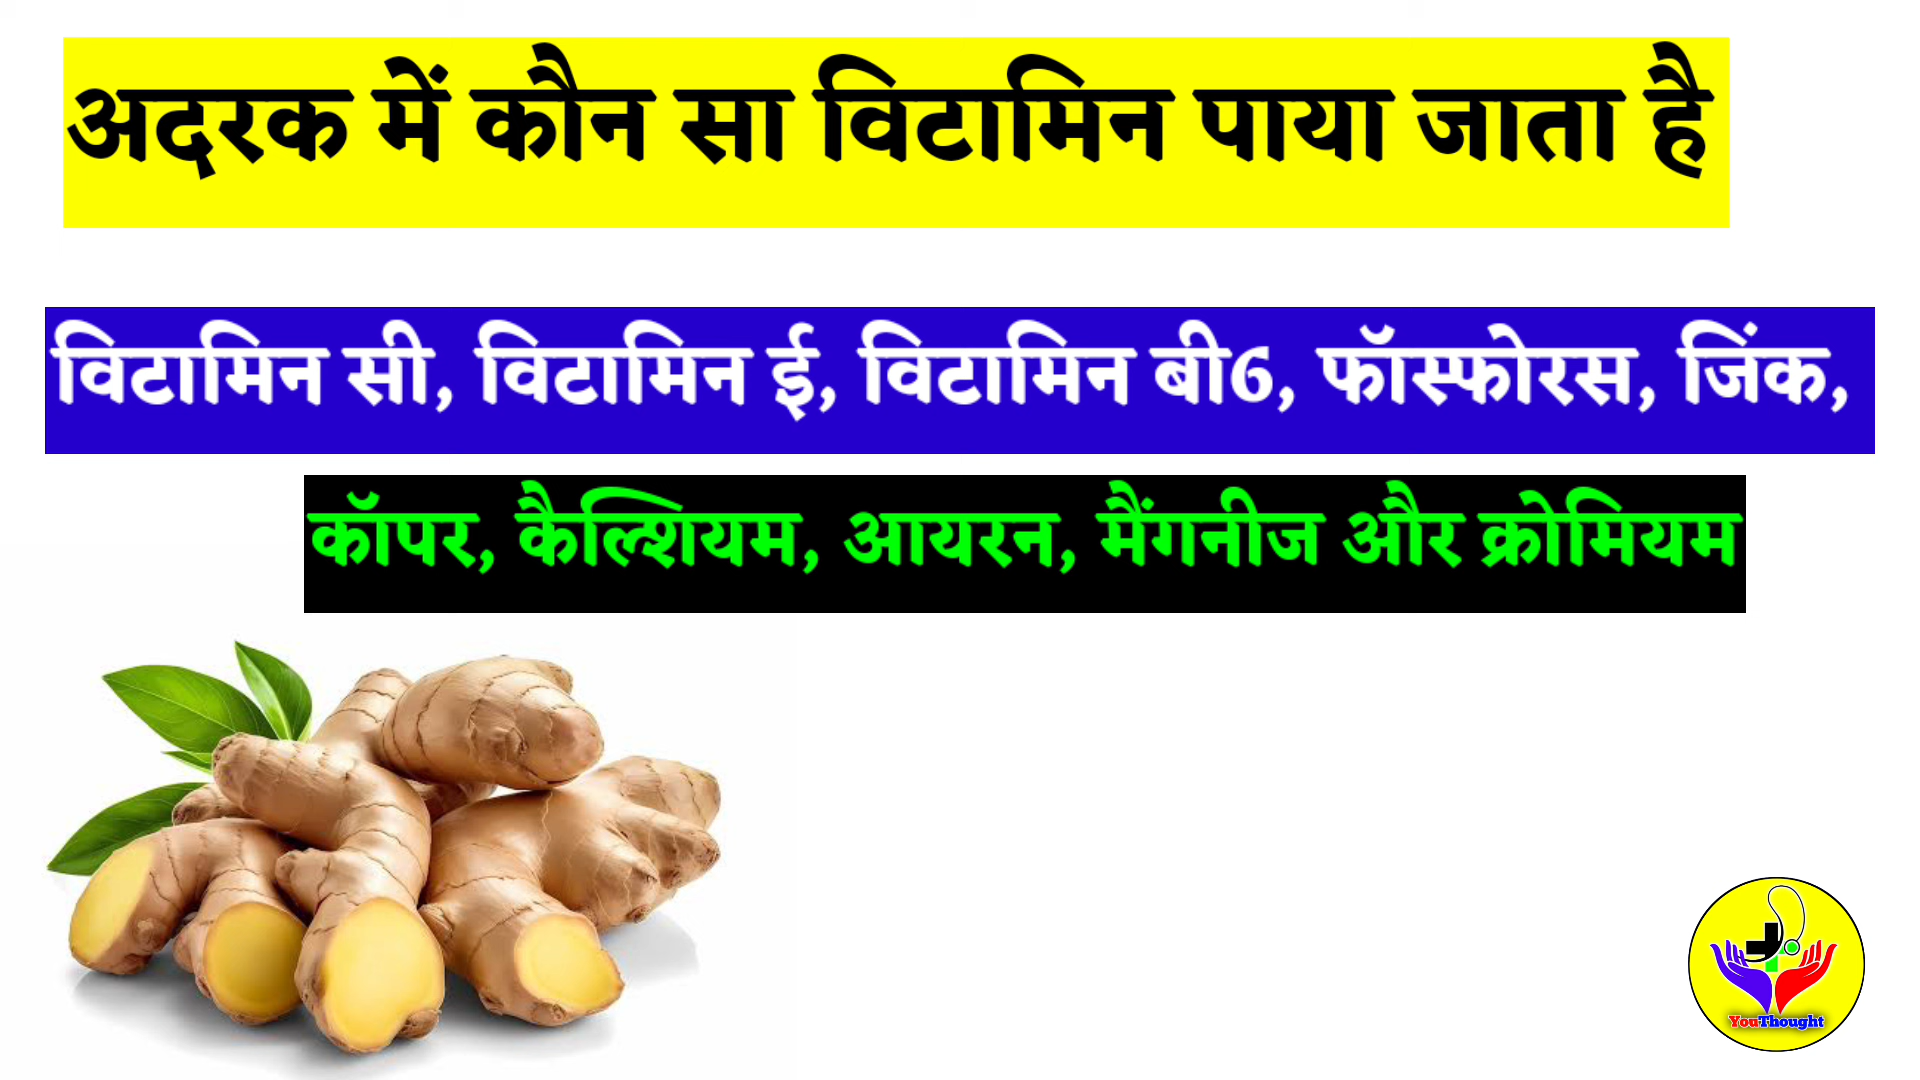 अदरक में कौन सा विटामिन पाया जाता है
विटामिन सी, विटामिन ई, विटामिन बी6, फॉस्फोरस, जिंक,
कॉपर, कैल्शियम, आयरन, मैंगनीज और क्रोमियम
YouThought